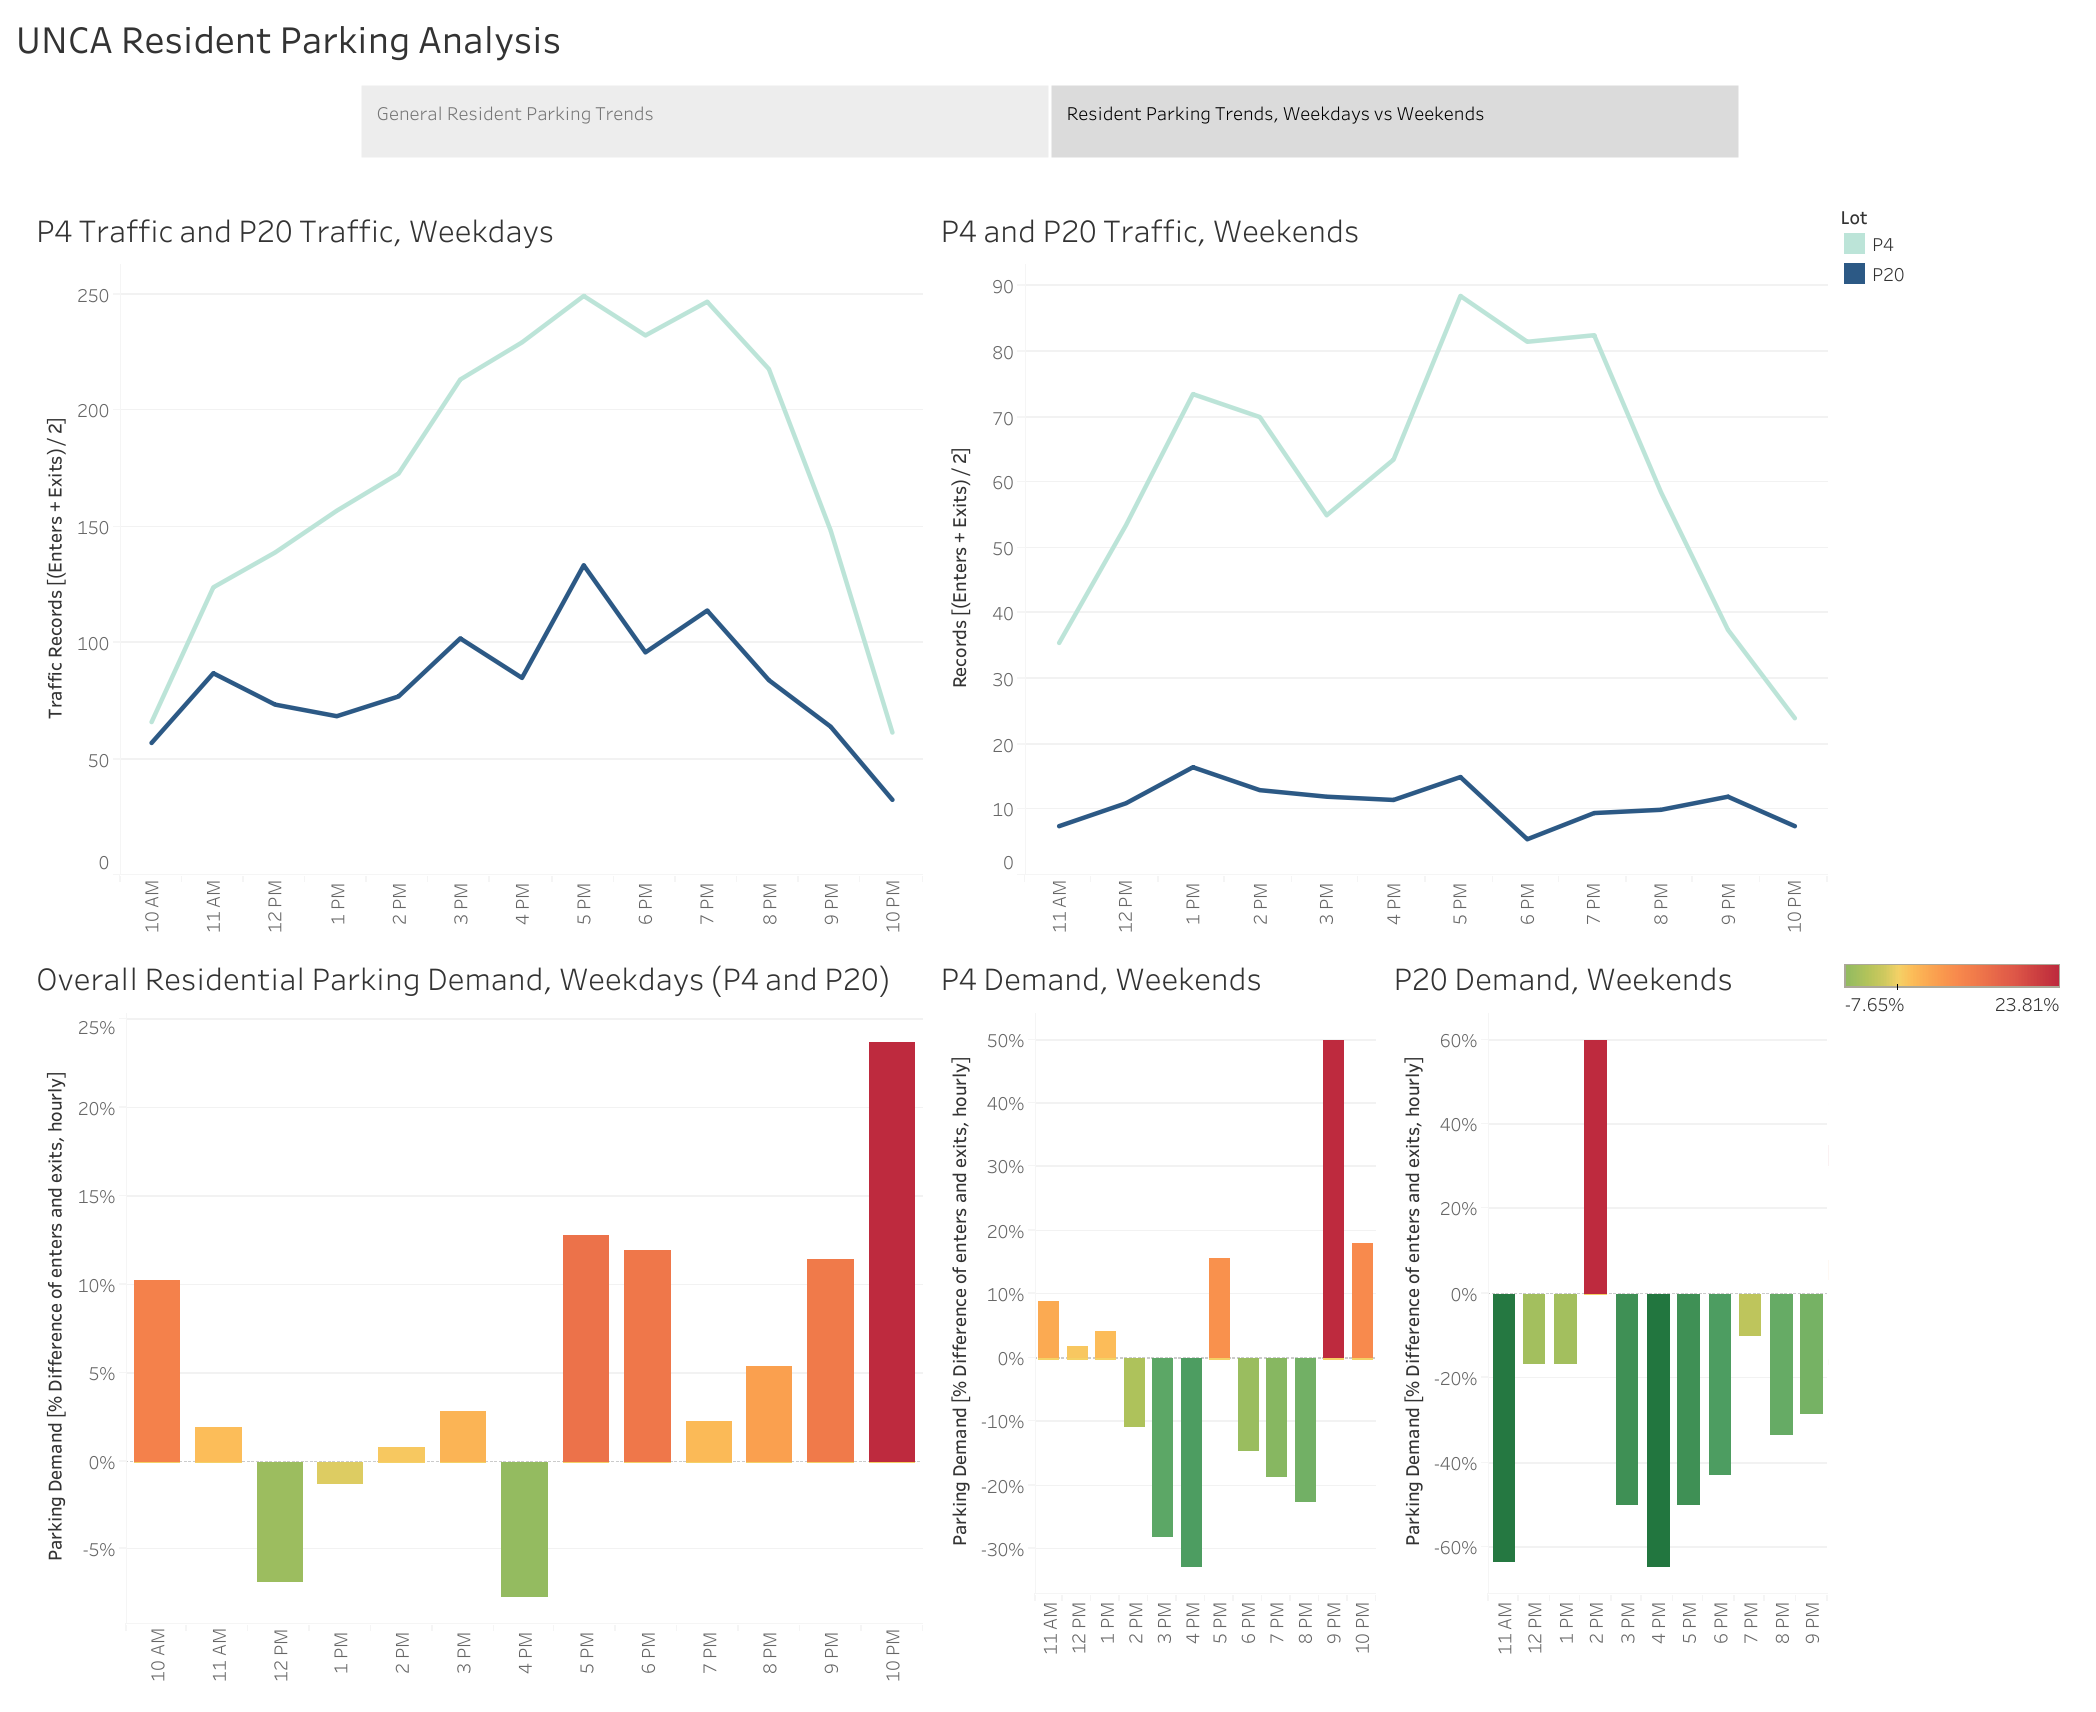 UNCA Resident Parking Analysis
General Resident Parking Trends
Resident Parking Trends, Weekdays vs Weekends
P4 Traffic and P20 Traffic, Weekdays
Traffic Records [(Enters + Exits) / 2]
250
200
150
100
50
0
10 AM
11 AM
12 PM
1 PM
2 PM
3 PM
4 PM
5 PM
6 PM
7 PM
8 PM
9 PM
10 PM
P4 and P20 Traffic, Weekends
Records [(Enters + Exits) / 2]
90
80
70
60
50
40
30
20
10
0
11 AM
12 PM
1 PM
2 PM
3 PM
4 PM
5 PM
6 PM
7 PM
8 PM
9 PM
10 PM
Lot
P4
P20
Overall Residential Parking Demand, Weekdays (P4 and P20)
Parking Demand [% Difference of enters and exits, hourly]
25%
20%
15%
10%
5%
0%
-5%
10 AM
11 AM
12 PM
1 PM
2 PM
3 PM
4 PM
5 PM
6 PM
7 PM
8 PM
9 PM
10 PM
P4 Demand, Weekends
Parking Demand [% Difference of enters and exits, hourly]
50%
40%
30%
20%
10%
0%
-10%
-20%
-30%
11 AM
12 PM
1 PM
2 PM
3 PM
4 PM
5 PM
6 PM
7 PM
8 PM
9 PM
10 PM
P20 Demand, Weekends
Parking Demand [% Difference of enters and exits, hourly]
60%
40%
20%
0%
-20%
-40%
-60%
11 AM
12 PM
1 PM
2 PM
3 PM
4 PM
5 PM
6 PM
7 PM
8 PM
9 PM
-7.65%
23.81%